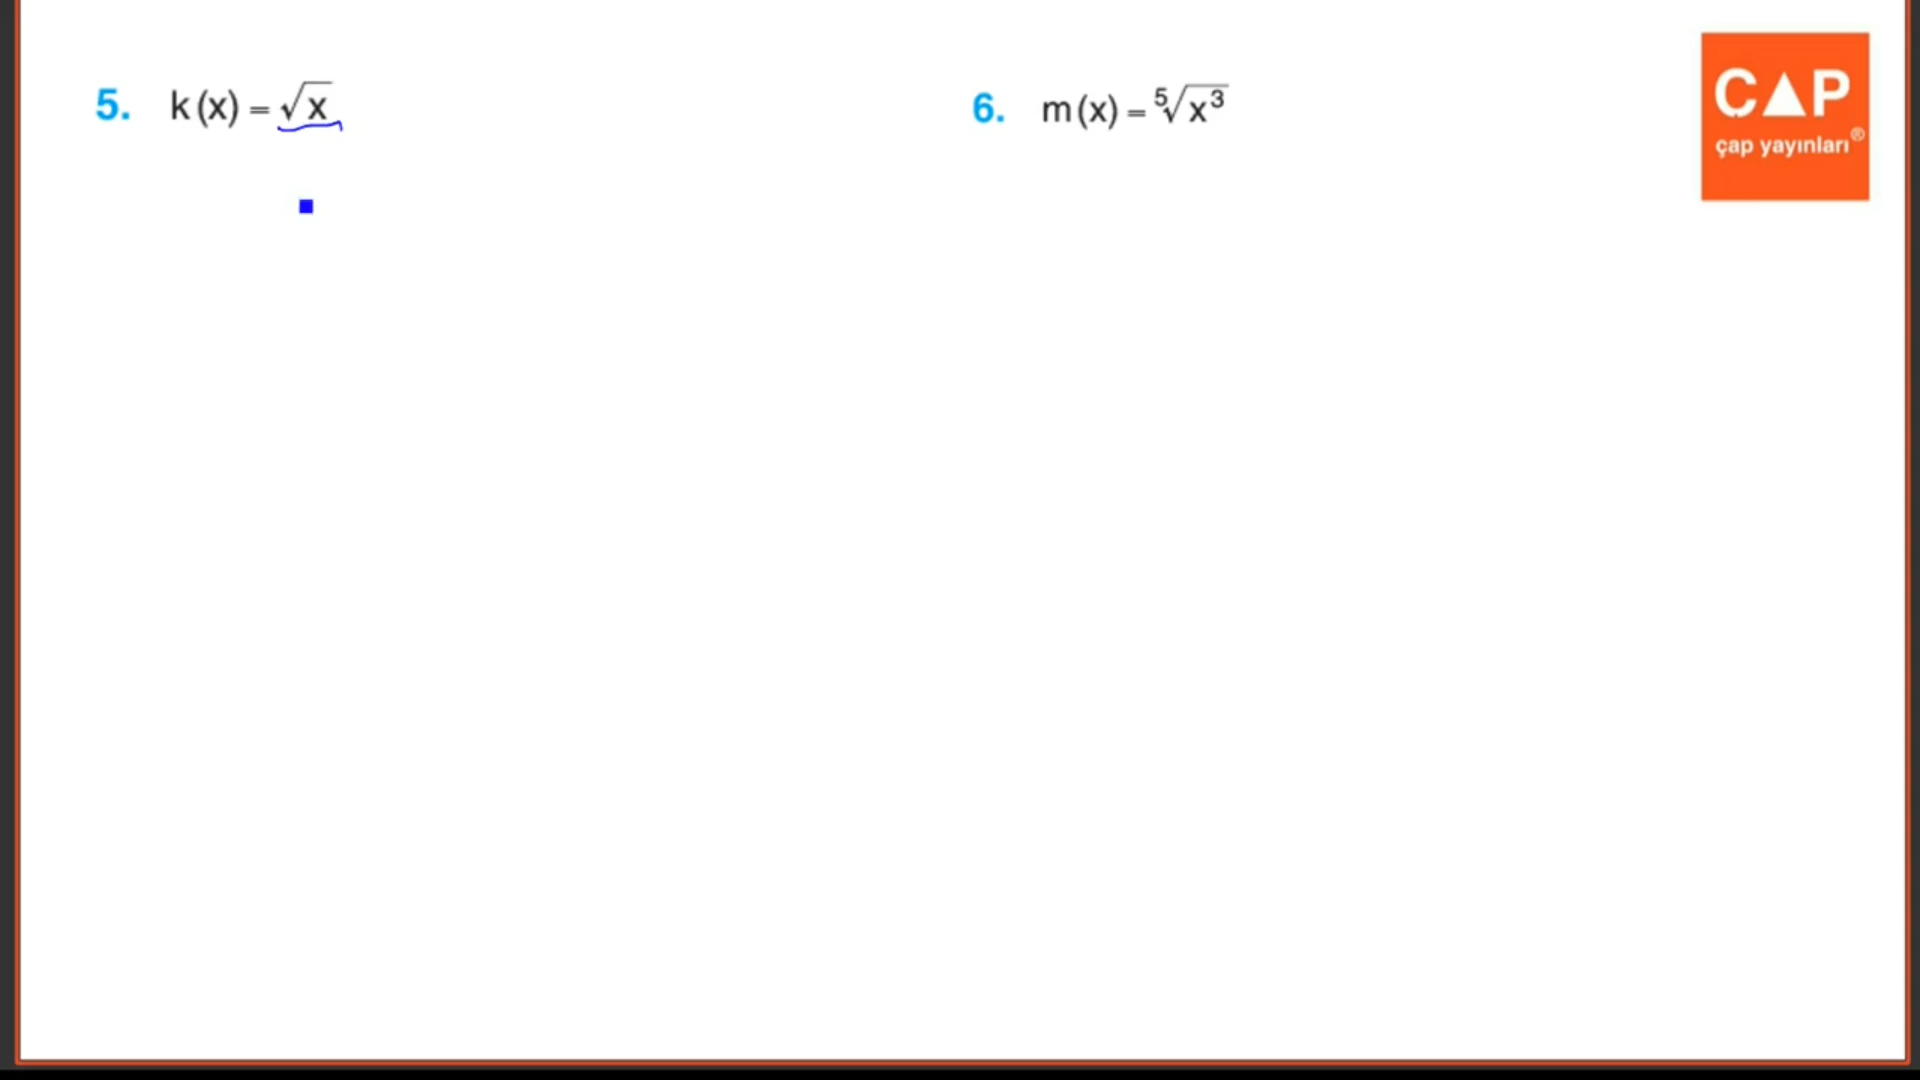 5. k(x) = √x
6. m(x) = ⁵√x³
ÇAP
çap yayınları®